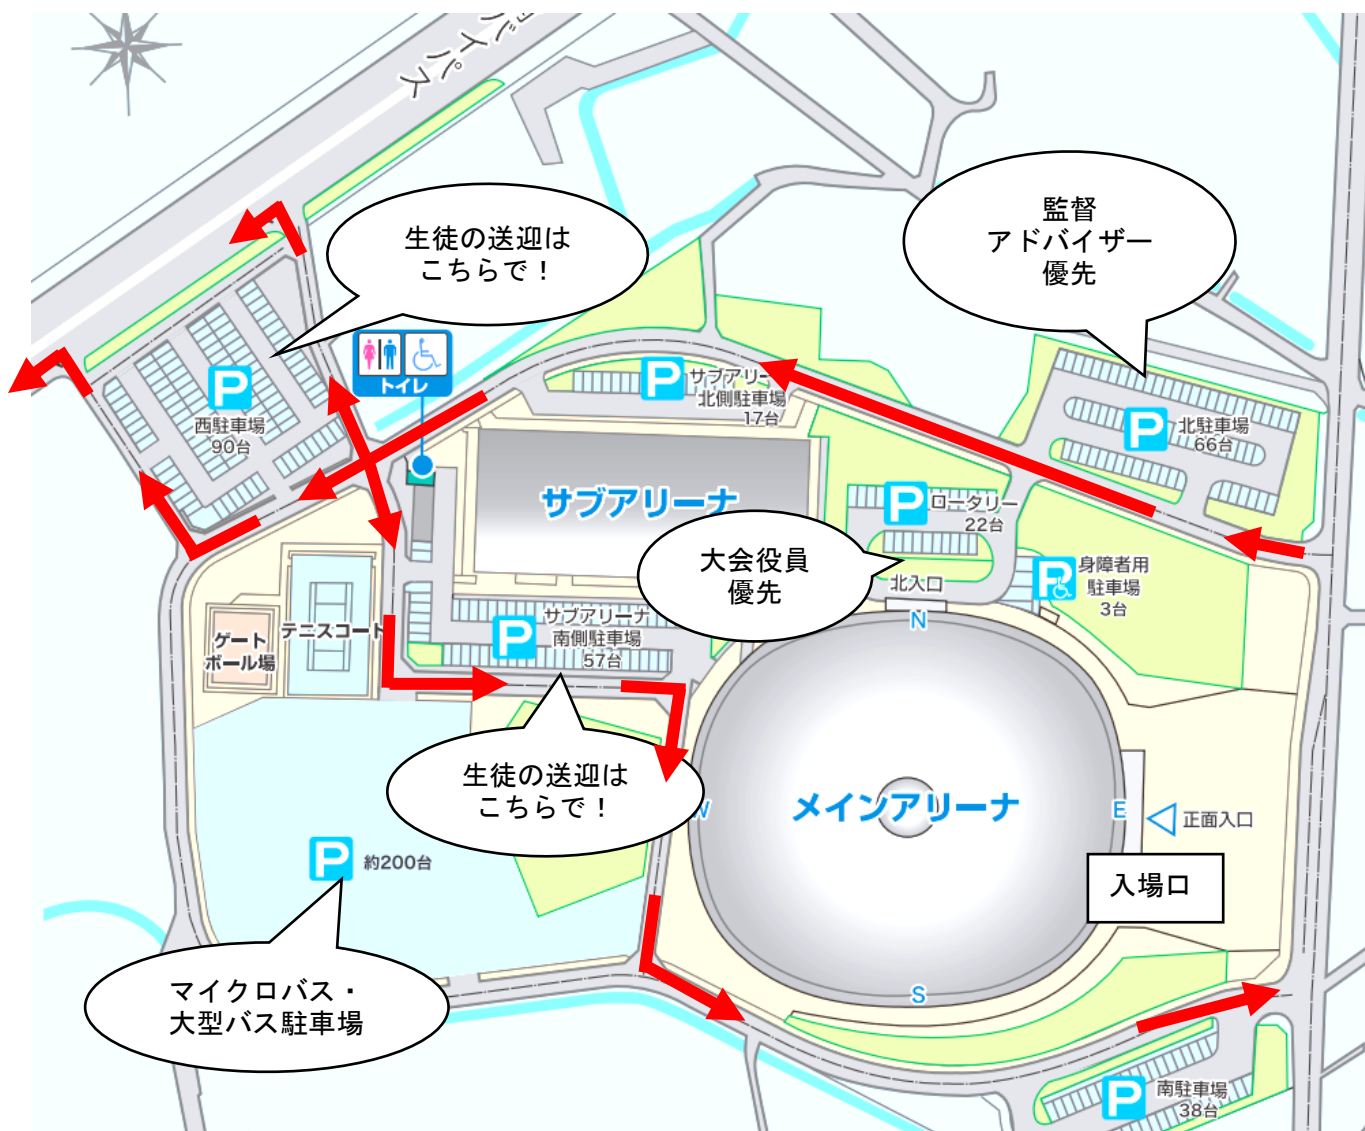 バイパス
生徒の送迎は
こちらで！
監督
アドバイザー
優先
トイレ
P
西駐車場
90台
P
サブアリー
北側駐車場
17台
P
北駐車場
66台
サブアリーナ
P
ロータリー
22台
大会役員
優先
北入口
P
身障者用
駐車場
3台
N
ゲート
ボール場
テニスコート
P
サブアリーナ
南側駐車場
57台
生徒の送迎は
こちらで！
W
メインアリーナ
E
正面入口
入場口
P
約200台
マイクロバス・
大型バス駐車場
S
P
南駐車場
38台